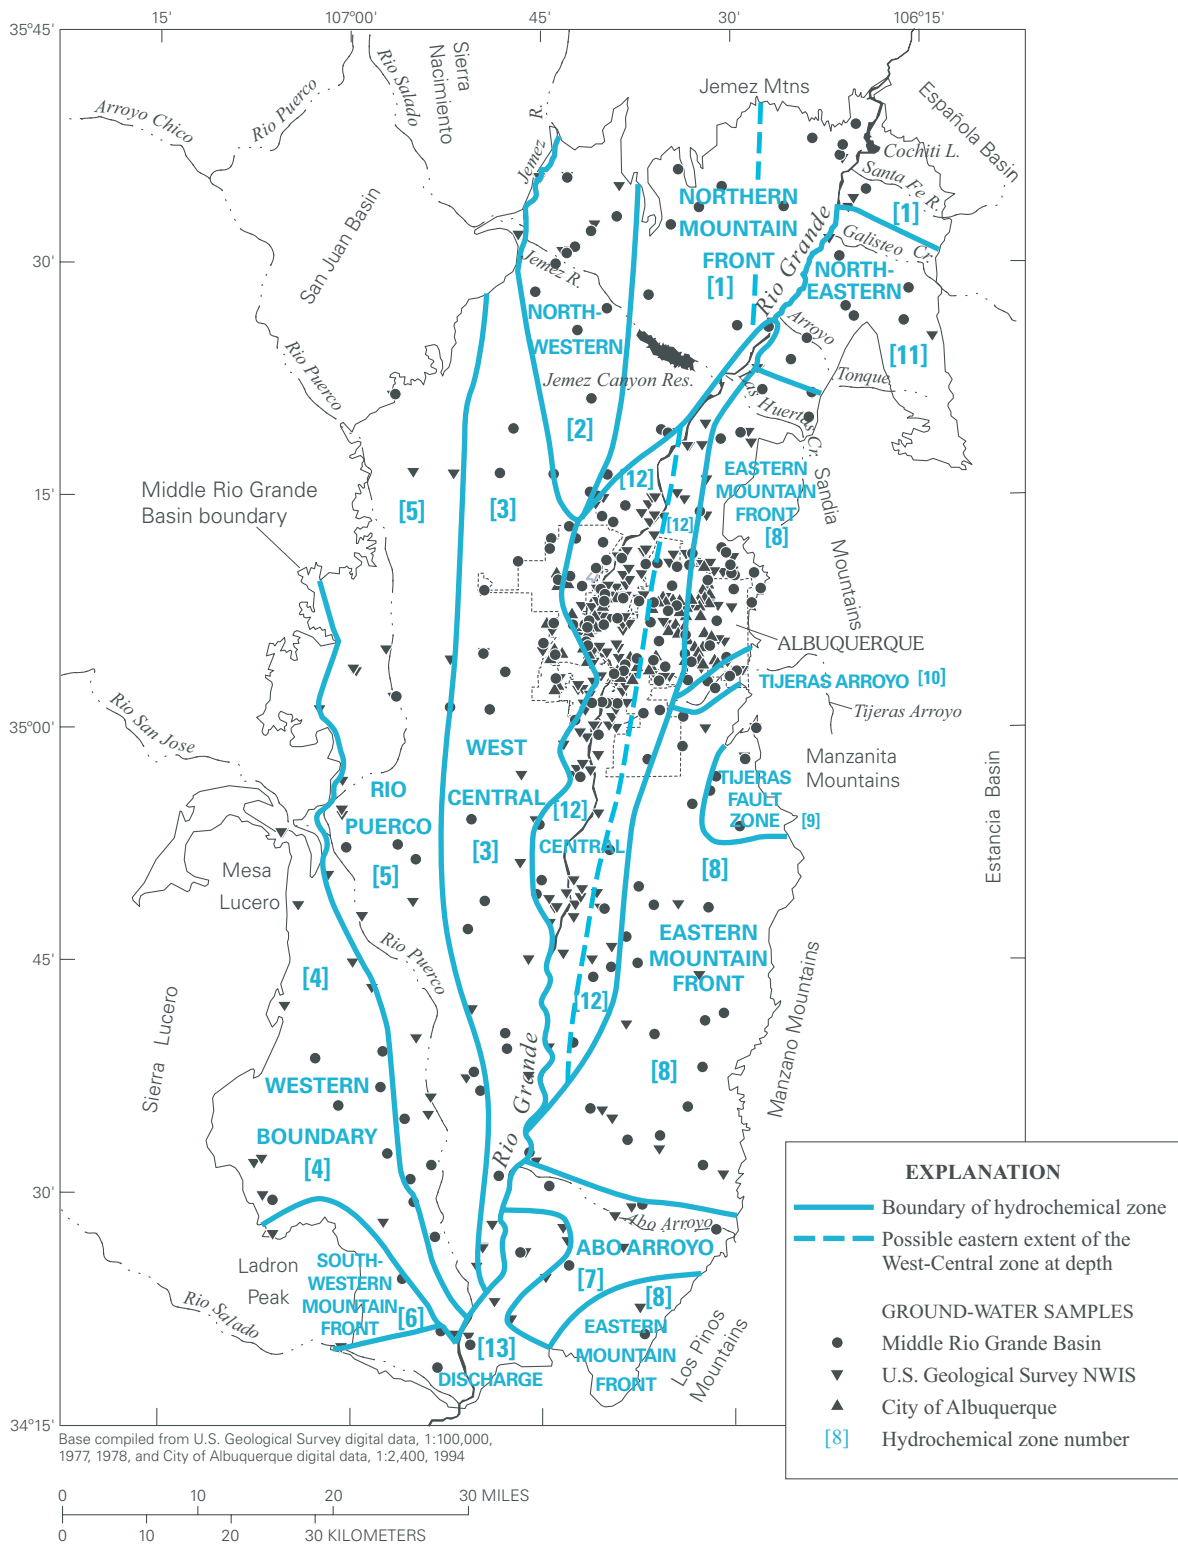 15'
107°00'
45'
30'
106°15'
35°45'
Sierra
Nacimiento
Jemez Mtns
Española Basin
Rio Salado
Rio Puerco
Arroyo Chico
Jemez R.
Cochiti L.
Santa Fe R.
San Juan Basin
NORTHERN
MOUNTAIN
FRONT
[1]
[1]
Galisteo Cr.
Rio Grande
30'
Jemez R.
NORTH-
EASTERN
[11]
NORTH-
WESTERN
Arroyo
Tonque
Rio Puerco
Jemez Canyon Res.
Las Huertas Cr.
[2]
[12]
EASTERN
MOUNTAIN
FRONT
[8]
Sandia Mountains
15'
Middle Rio Grande
Basin boundary
[5]
[3]
[12]
ALBUQUERQUE
TIJERAS ARROYO [10]
Tijeras Arroyo
Rio San Jose
35°00'
WEST
CENTRAL
[3]
Manzanita
Mountains
TIJERAS
FAULT
ZONE
[9]
Estancia Basin
RIO
PUERCO
[5]
[12]
CENTRAL
Mesa
Lucero
[8]
EASTERN
MOUNTAIN
FRONT
Rio Puerco
45'
[4]
[12]
Manzano Mountains
Sierra Lucero
Rio Grande
[8]
WESTERN
BOUNDARY
[4]
30'
Abo Arroyo
ABO ARROYO
[7]
Ladron
Peak
SOUTH-
WESTERN
MOUNTAIN
FRONT
[6]
Rio Salado
[8]
EASTERN
MOUNTAIN
FRONT
Los Pinos
Mountains
[13]
DISCHARGE
34°15'
EXPLANATION
Boundary of hydrochemical zone
Possible eastern extent of the
West-Central zone at depth
GROUND-WATER SAMPLES
Middle Rio Grande Basin
U.S. Geological Survey NWIS
City of Albuquerque
[8] Hydrochemical zone number
Base compiled from U.S. Geological Survey digital data, 1:100,000,
1977, 1978, and City of Albuquerque digital data, 1:2,400, 1994
0 10 20 30 MILES
0 10 20 30 KILOMETERS